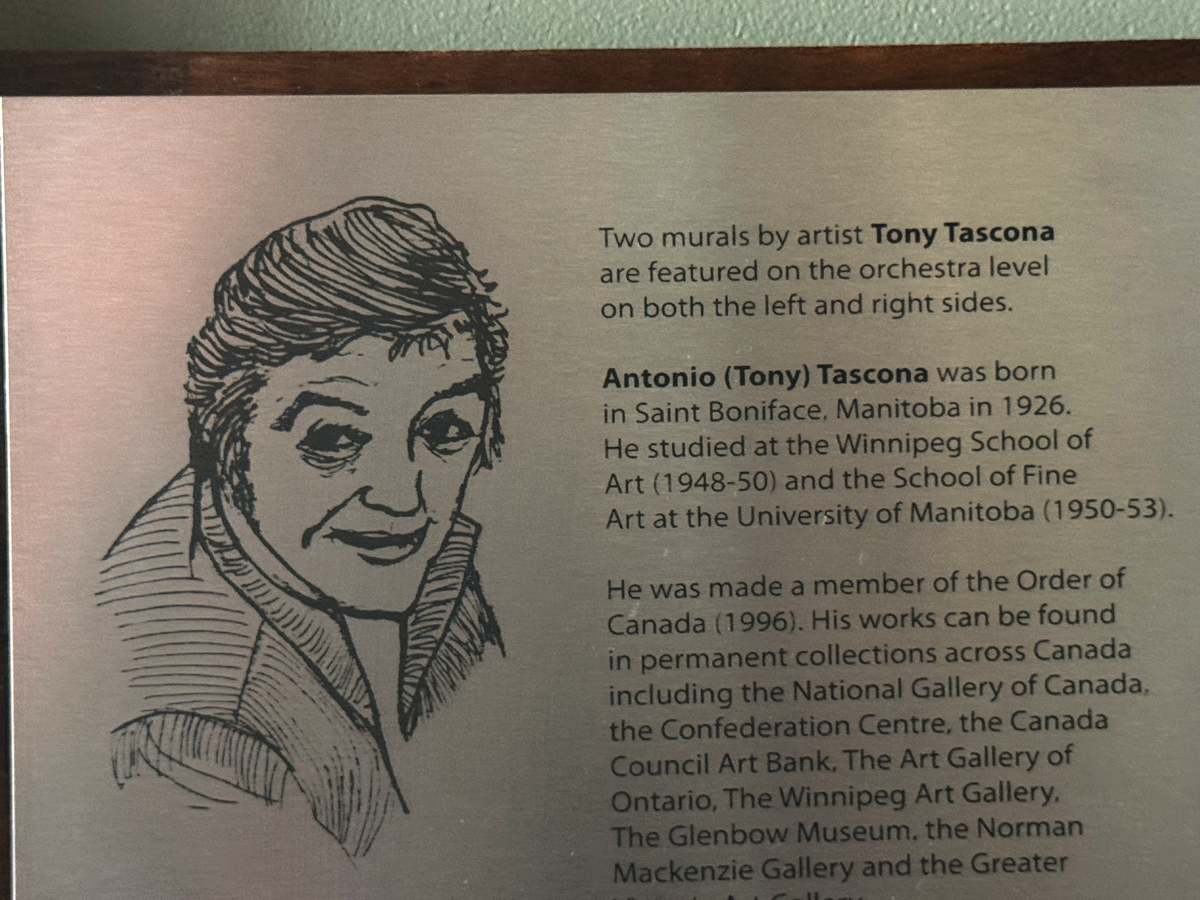 Two murals by artist Tony Tascona
are featured on the orchestra level
on both the left and right sides.
Antonio (Tony) Tascona was born
in Saint Boniface, Manitoba in 1926.
He studied at the Winnipeg School of
Art (1948-50) and the School of Fine
Art at the University of Manitoba (1950-53).
He was made a member of the Order of
Canada (1996). His works can be found
in permanent collections across Canada
including the National Gallery of Canada,
the Confederation Centre, the Canada
Council Art Bank, The Art Gallery of
Ontario, The Winnipeg Art Gallery,
The Glenbow Museum, the Norman
Mackenzie Gallery and the Greater
Art Gallery